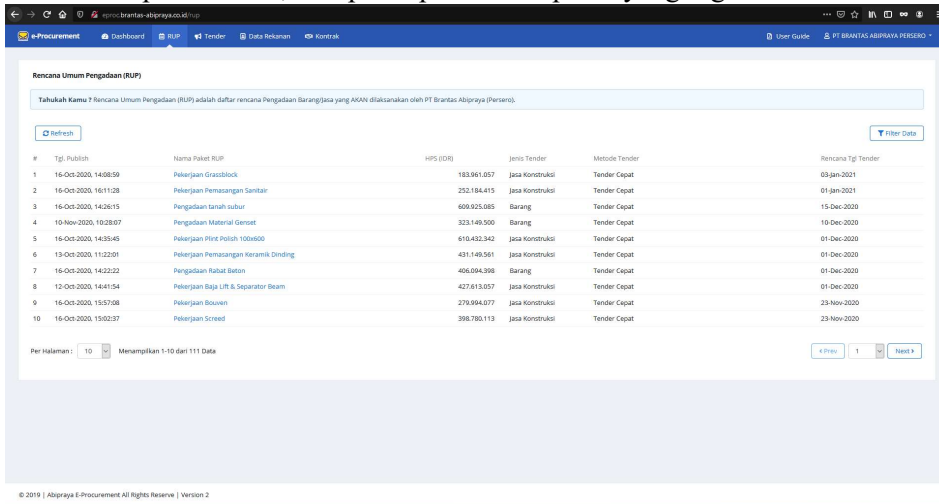 eproc.brantas-abipraya.co.id/rup
e-Procurement Dashboard RUP Tender Data Rekanan Kontrak User Guide PT BRANTAS ABIPRAYA PERSERO
Rencana Umum Pengadaan (RUP)
Tahukah Kamu ? Rencana Umum Pengadaan (RUP) adalah daftar rencana Pengadaan Barang/Jasa yang AKAN dilaksanakan oleh PT Brantas Abipraya (Persero).
Refresh Filter Data
# Tgl. Publish Nama Paket RUP HPS (IDR) Jenis Tender Metode Tender Rencana Tgl Tender
1 16-Oct-2020, 14:08:59 Pekerjaan Grassblock 183.961.057 Jasa Konstruksi Tender Cepat 03-Jan-2021
2 16-Oct-2020, 16:11:28 Pekerjaan Pemasangan Sanitair 252.184.415 Jasa Konstruksi Tender Cepat 01-Jan-2021
3 16-Oct-2020, 14:26:15 Pengadaan tanah subur 609.925.085 Barang Tender Cepat 15-Dec-2020
4 10-Nov-2020, 10:28:07 Pengadaan Material Genset 323.149.500 Barang Tender Cepat 10-Dec-2020
5 16-Oct-2020, 14:35:45 Pekerjaan Plint Polish 100x600 610.432.342 Jasa Konstruksi Tender Cepat 01-Dec-2020
6 13-Oct-2020, 11:22:01 Pekerjaan Pemasangan Keramik Dinding 431.149.561 Jasa Konstruksi Tender Cepat 01-Dec-2020
7 16-Oct-2020, 14:22:22 Pengadaan Rabat Beton 406.094.398 Barang Tender Cepat 01-Dec-2020
8 12-Oct-2020, 14:41:54 Pekerjaan Baja Lift & Separator Beam 427.613.057 Jasa Konstruksi Tender Cepat 01-Dec-2020
9 16-Oct-2020, 15:57:08 Pekerjaan Bouven 279.994.077 Jasa Konstruksi Tender Cepat 23-Nov-2020
10 16-Oct-2020, 15:02:37 Pekerjaan Screed 398.780.113 Jasa Konstruksi Tender Cepat 23-Nov-2020
Per Halaman : 10 Menampilkan 1-10 dari 111 Data Prev 1 Next
© 2019 | Abipraya E-Procurement All Rights Reserve | Version 2